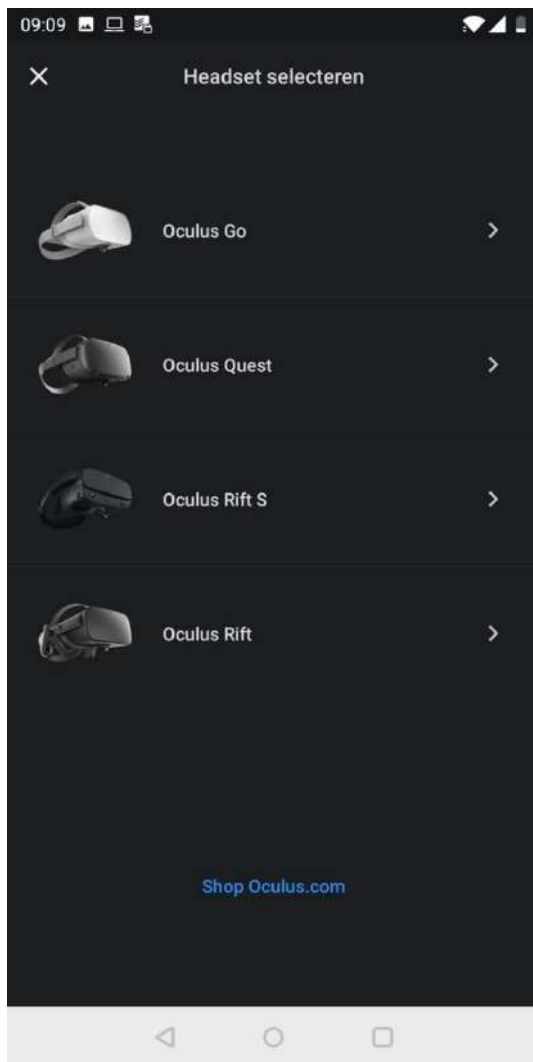 09:09
Headset selecteren
Oculus Go
Oculus Quest
Oculus Rift S
Oculus Rift
Shop Oculus.com